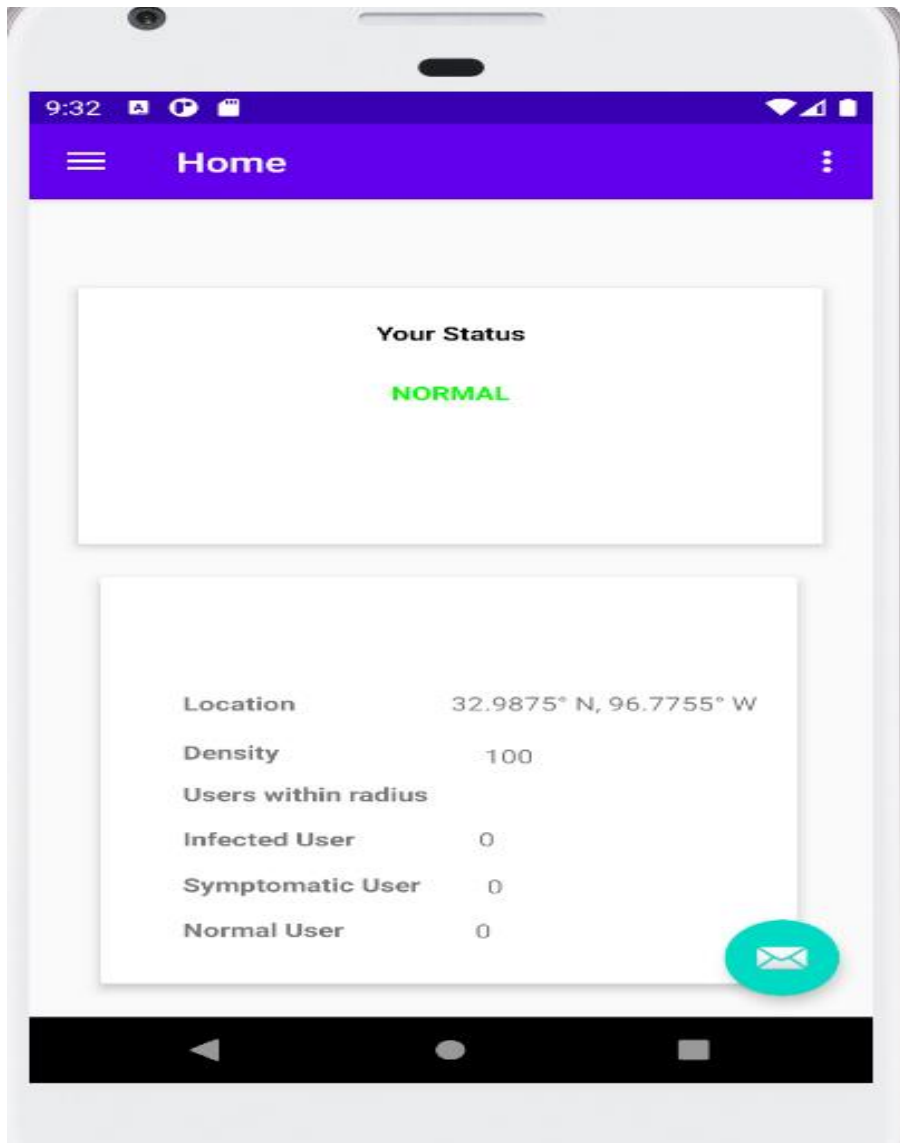 9:32
Home
Your Status
NORMAL
Location 32.9875° N, 96.7755° W
Density 100
Users within radius
Infected User 0
Symptomatic User 0
Normal User 0